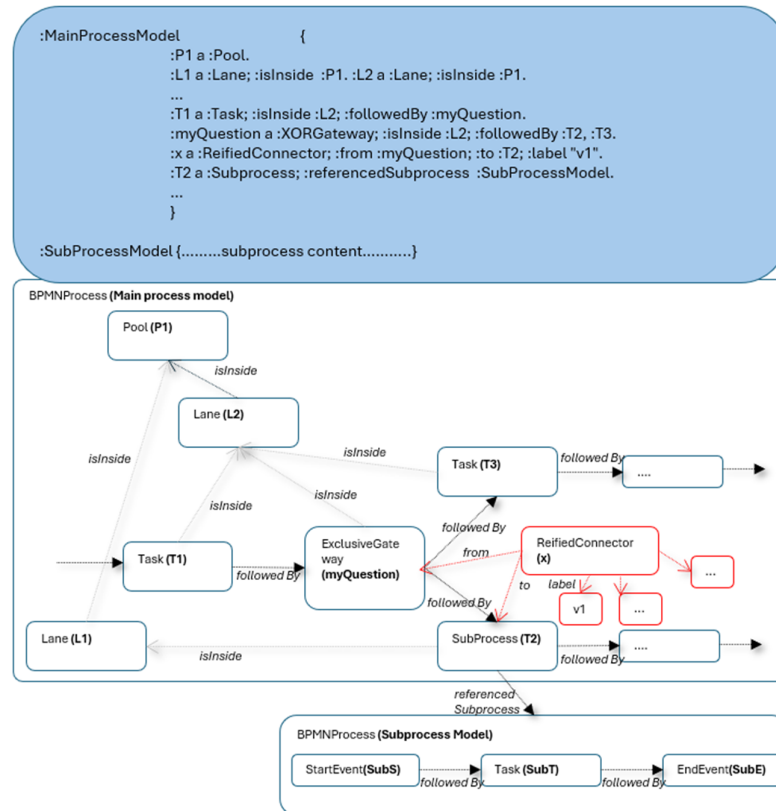 :MainProcessModel {
:P1 a :Pool.
:L1 a :Lane; :isInside :P1. :L2 a :Lane; :isInside :P1.
...
:T1 a :Task; :isInside :L2; :followedBy :myQuestion.
:myQuestion a :XORGateway; :isInside :L2; :followedBy :T2, :T3.
:x a :ReifiedConnector; :from :myQuestion; :to :T2; :label "v1".
:T2 a :Subprocess; :referencedSubprocess :SubProcessModel.
...
}
:SubProcessModel {.........subprocess content...........}
BPMNProcess (Main process model)
Pool (P1)
isInside
Lane (L2)
isInside
isInside
Task (T3)
followed By
....
isInside
isInside
followed By
ReifiedConnector
(x)
from
ExclusiveGate
way
(myQuestion)
Task (T1)
followed By
...
to
label
followed By
v1
...
Lane (L1)
isInside
SubProcess (T2)
followed By
....
referenced
Subprocess
BPMNProcess (Subprocess Model)
StartEvent(SubS)
followed By
Task (SubT)
followed By
EndEvent(SubE)